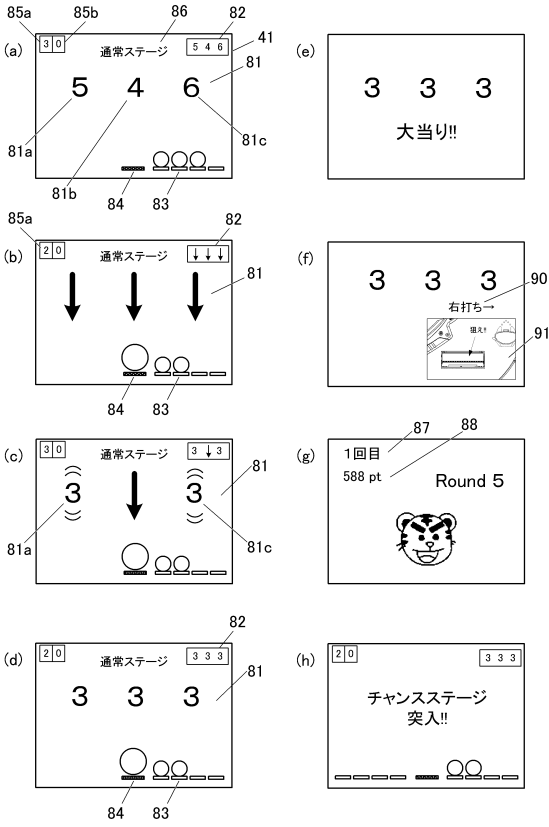 85a
85b
86
82
(a)
3 0
通常ステージ
5 4 6
41
5 4 6
81
81a
81b
81c
84
83
(b)
85a
2 0
通常ステージ
↓ ↓ ↓
82
81
84
83
(c)
3 0
通常ステージ
3 ↓ 3
3 3
81
81a
81c
(d)
2 0
通常ステージ
3 3 3
82
3 3 3
81
84
83
(e)
3 3 3
大当り!!
(f)
3 3 3
90
右打ち→
狙え!!
91
(g)
87
88
1回目
588 pt
Round 5
(h)
2 0
3 3 3
チャンスステージ
突入!!